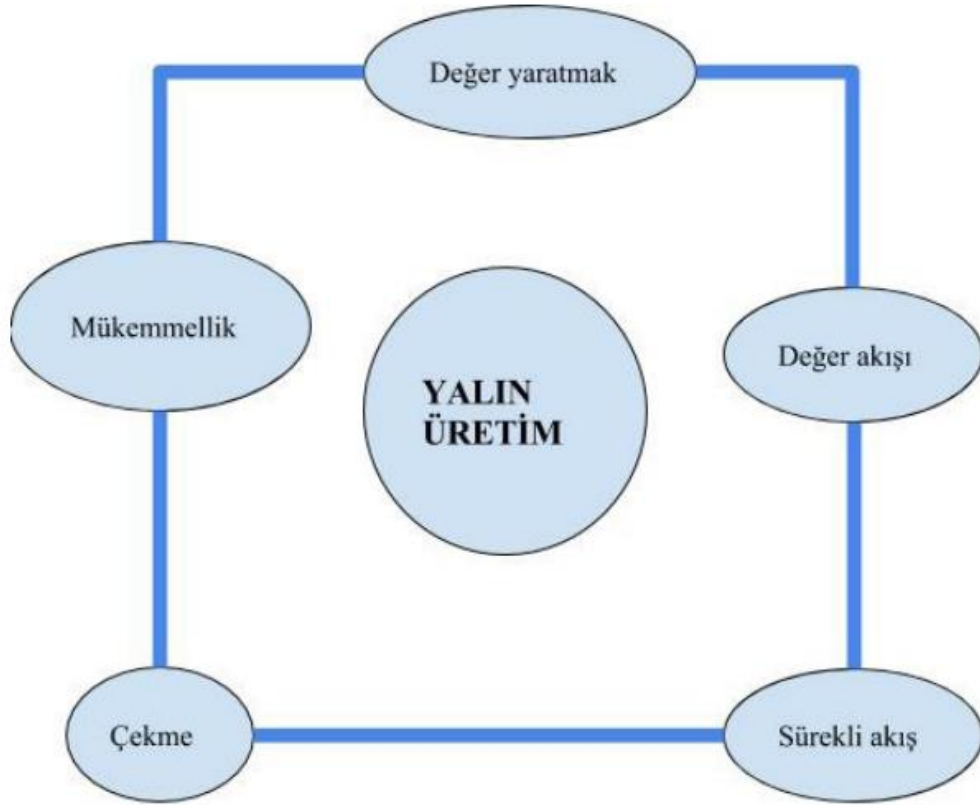 Değer yaratmak
Mükemmellik
Değer akışı
YALIN
ÜRETİM
Çekme
Sürekli akış